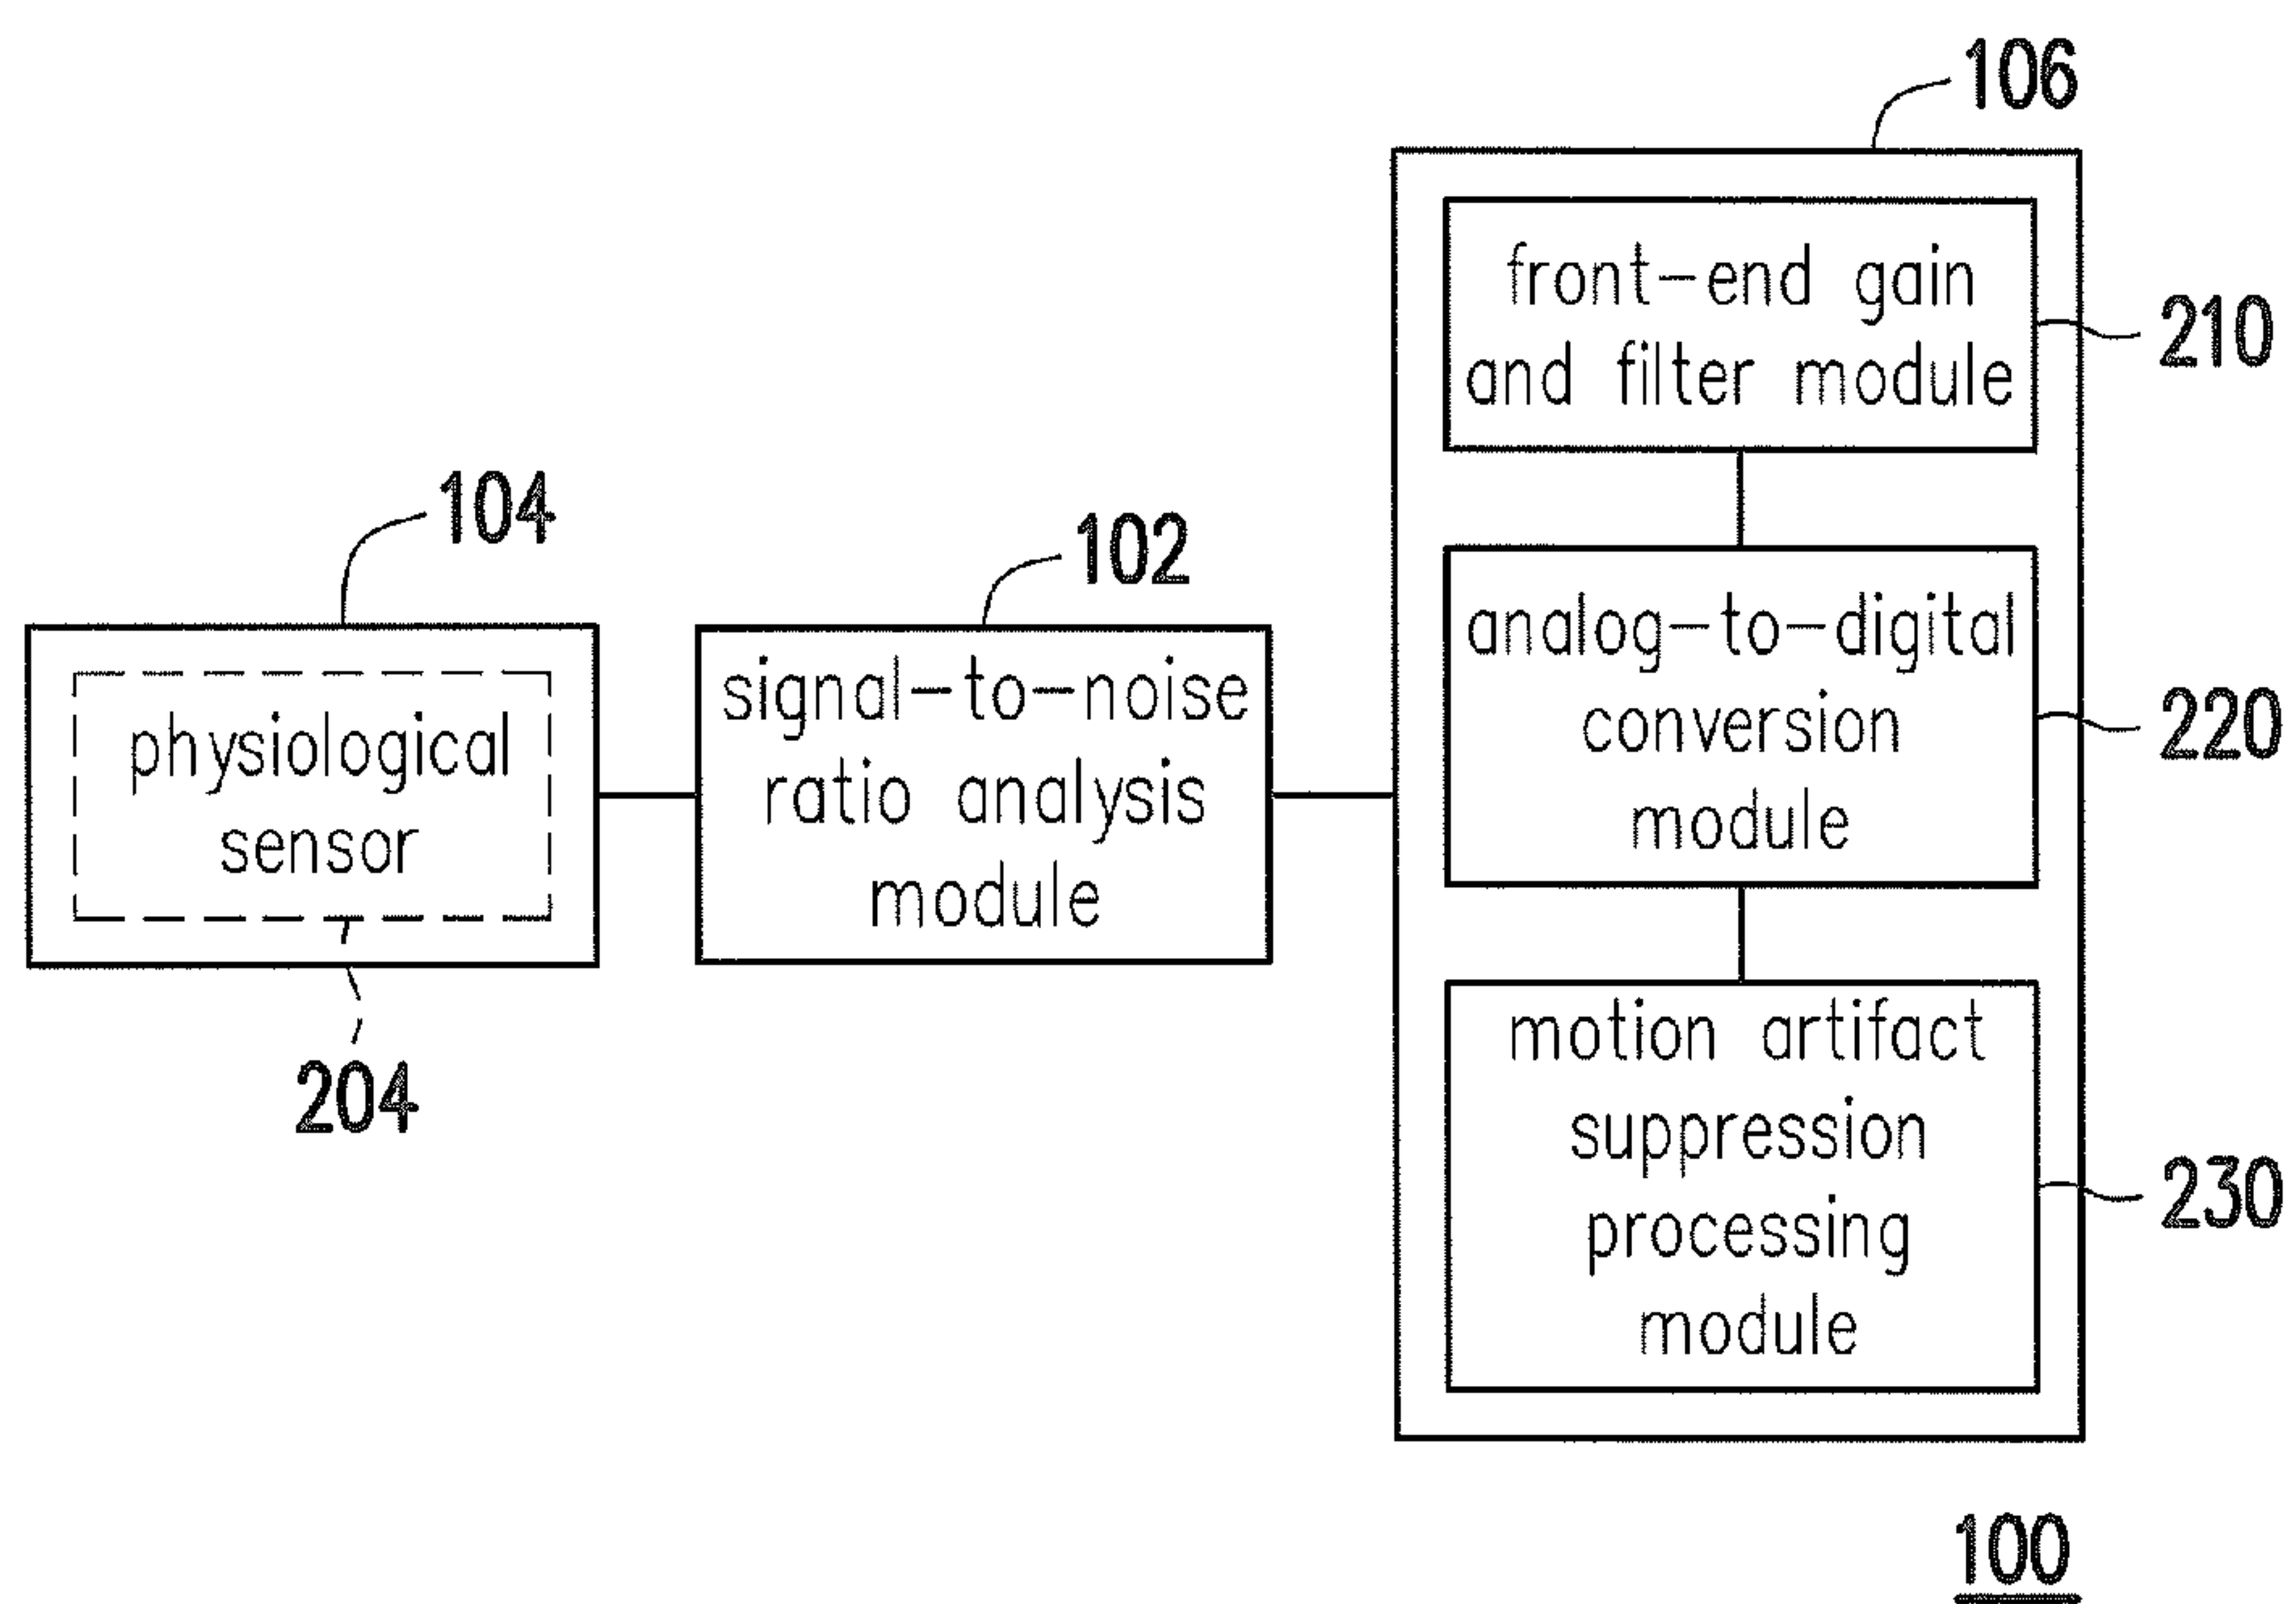 106
front-end gain
and filter module
210
104
102
physiological
sensor
signal-to-noise
ratio analysis
module
analog-to-digital
conversion
module
220
204
motion artifact
suppression
processing
module
230
100